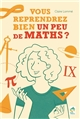 VOUS
REPRENDREZ
BIEN UN PEU
DE MATHS ?
π
IX